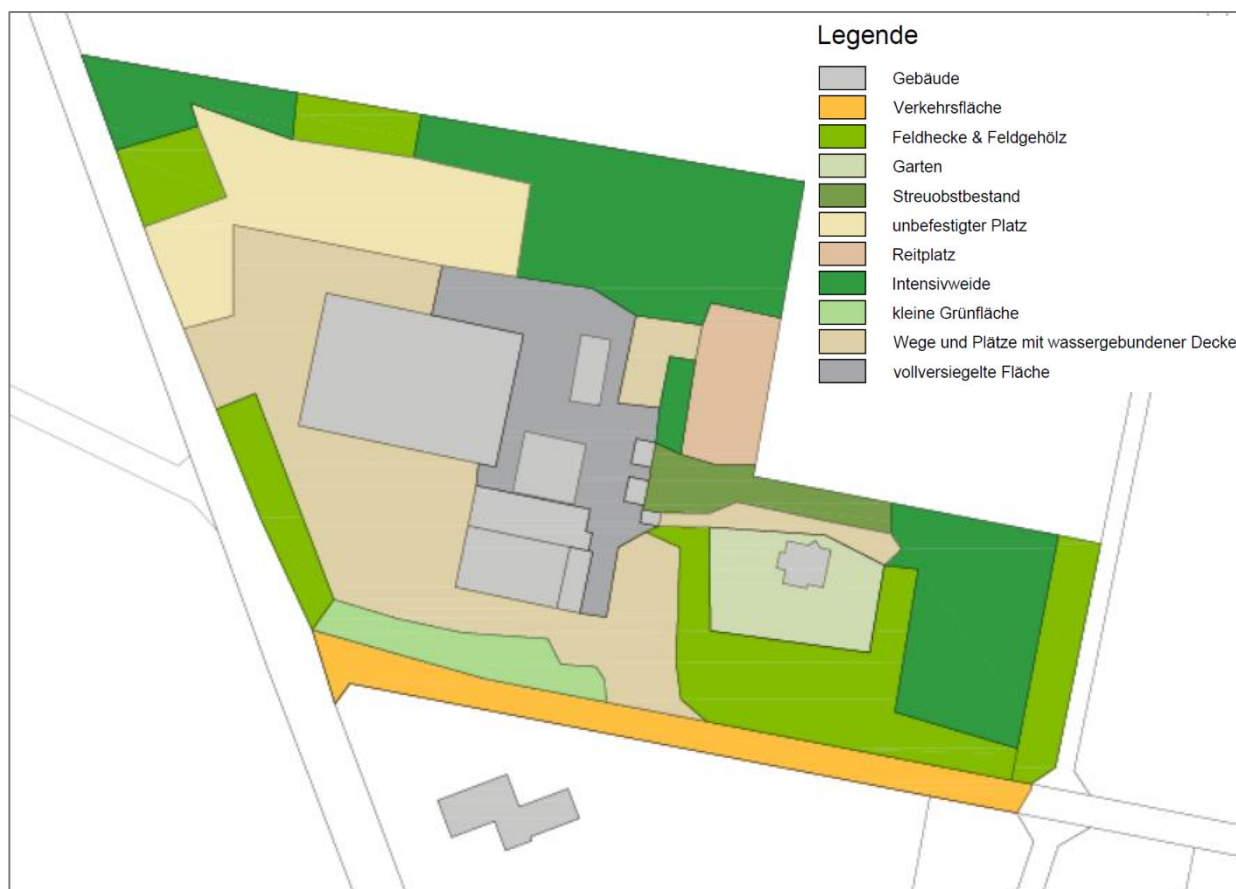 Legende
Gebäude
Verkehrsfläche
Feldhecke & Feldgehölz
Garten
Streuobstbestand
unbefestigter Platz
Reitplatz
Intensivweide
kleine Grünfläche
Wege und Plätze mit wassergebundener Decke
vollversiegelte Fläche